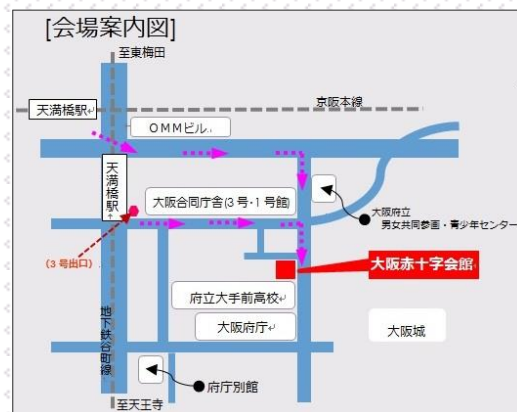 [会場案内図]
至東梅田
天満橋駅
京阪本線
OMMビル
天満橋駅
大阪合同庁舎(3号・1号館)
大阪府立
男女共同参画・青少年センター
(3号出口)
大阪赤十字会館
府立大手前高校
大阪府庁
大阪城
地下鉄谷町線
府庁別館
至天王寺